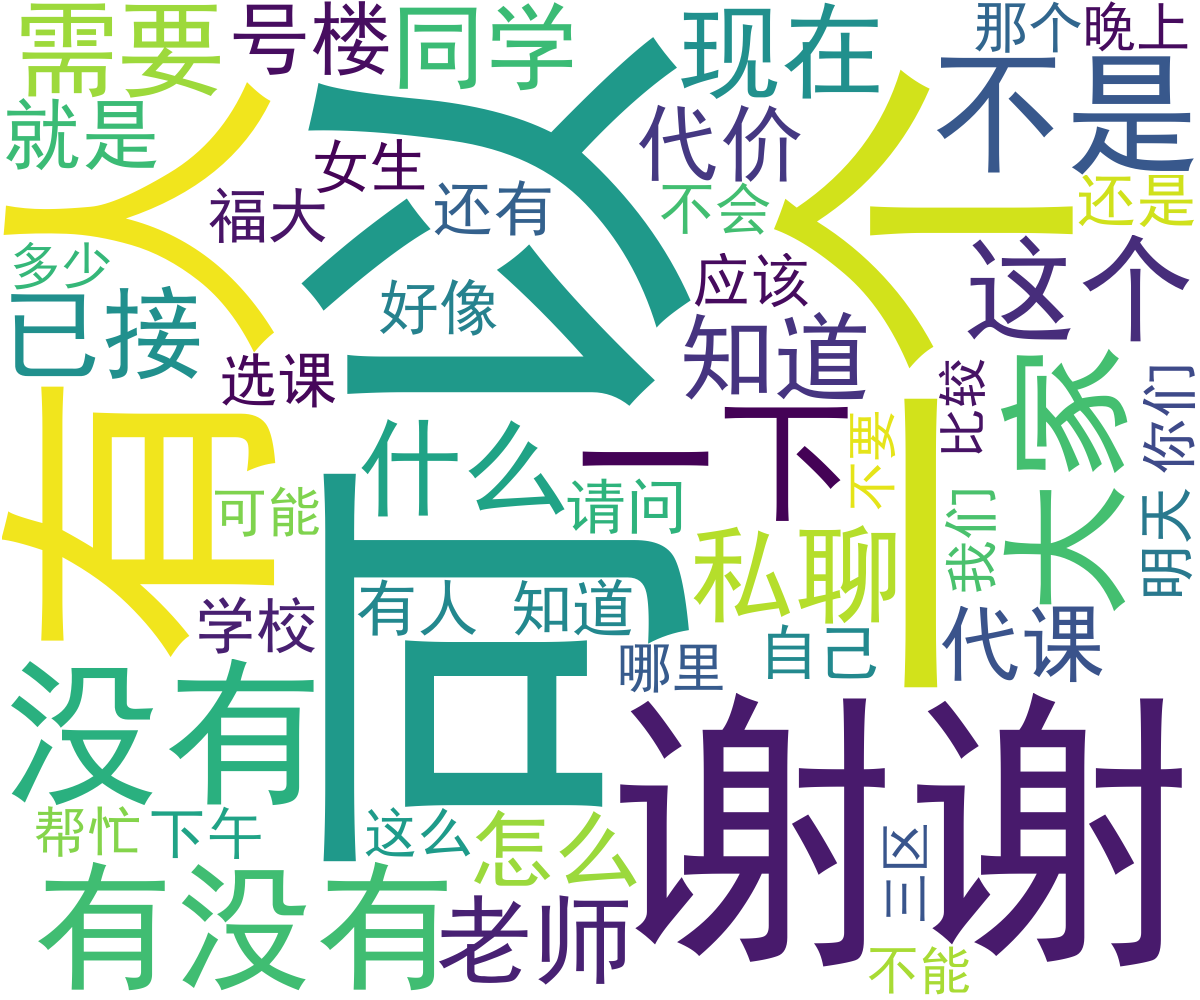 需要
号楼
同学
现在
那个
晚上
就是
女生
代价
不是
福大
还有
不会
还是
多少
可以
有人
一个
已接
好像
应该
这个
选课
知道
大家
比较
你们
什么
一下
不要
可能
请问
私聊
我们
明天
学校
有人 知道
自己
哪里
代课
没有
谢谢
帮忙
下午
这么
怎么
三区
有没有
老师
不能